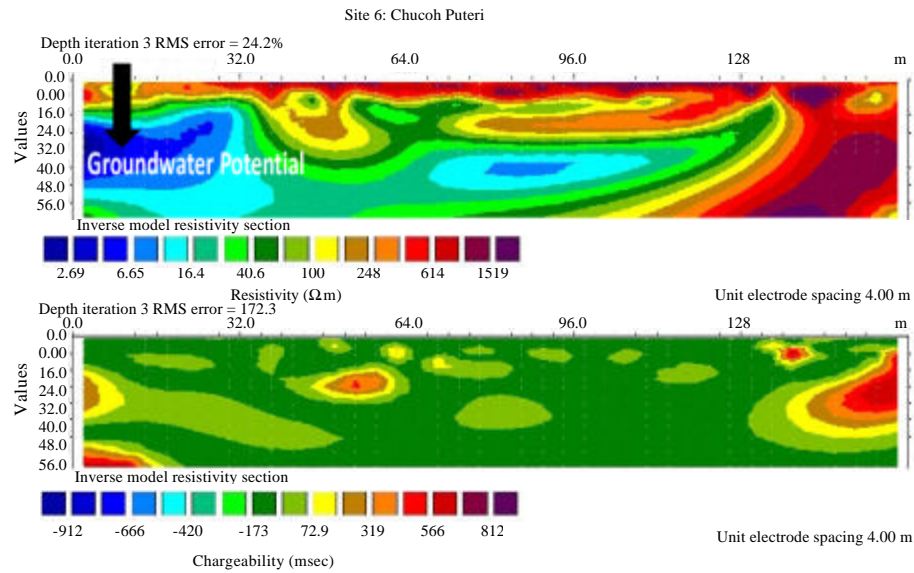 Site 6: Chucoh Puteri
Depth iteration 3 RMS error = 24.2%
0.0 32.0 64.0 96.0 128 m
Values
0.0
0.00
16.0
24.0
32.0
40.0
48.0
56.0
Groundwater Potential
Inverse model resistivity section
2.69 6.65 16.4 40.6 100 248 614 1519
Resistivity (Ωm)
Unit electrode spacing 4.00 m
Depth iteration 3 RMS error = 172.3
0.0 32.0 64.0 96.0 128 m
Values
0.0
0.00
16.0
24.0
32.0
40.0
48.0
56.0
Inverse model resistivity section
-912 -666 -420 -173 72.9 319 566 812
Chargeability (msec)
Unit electrode spacing 4.00 m